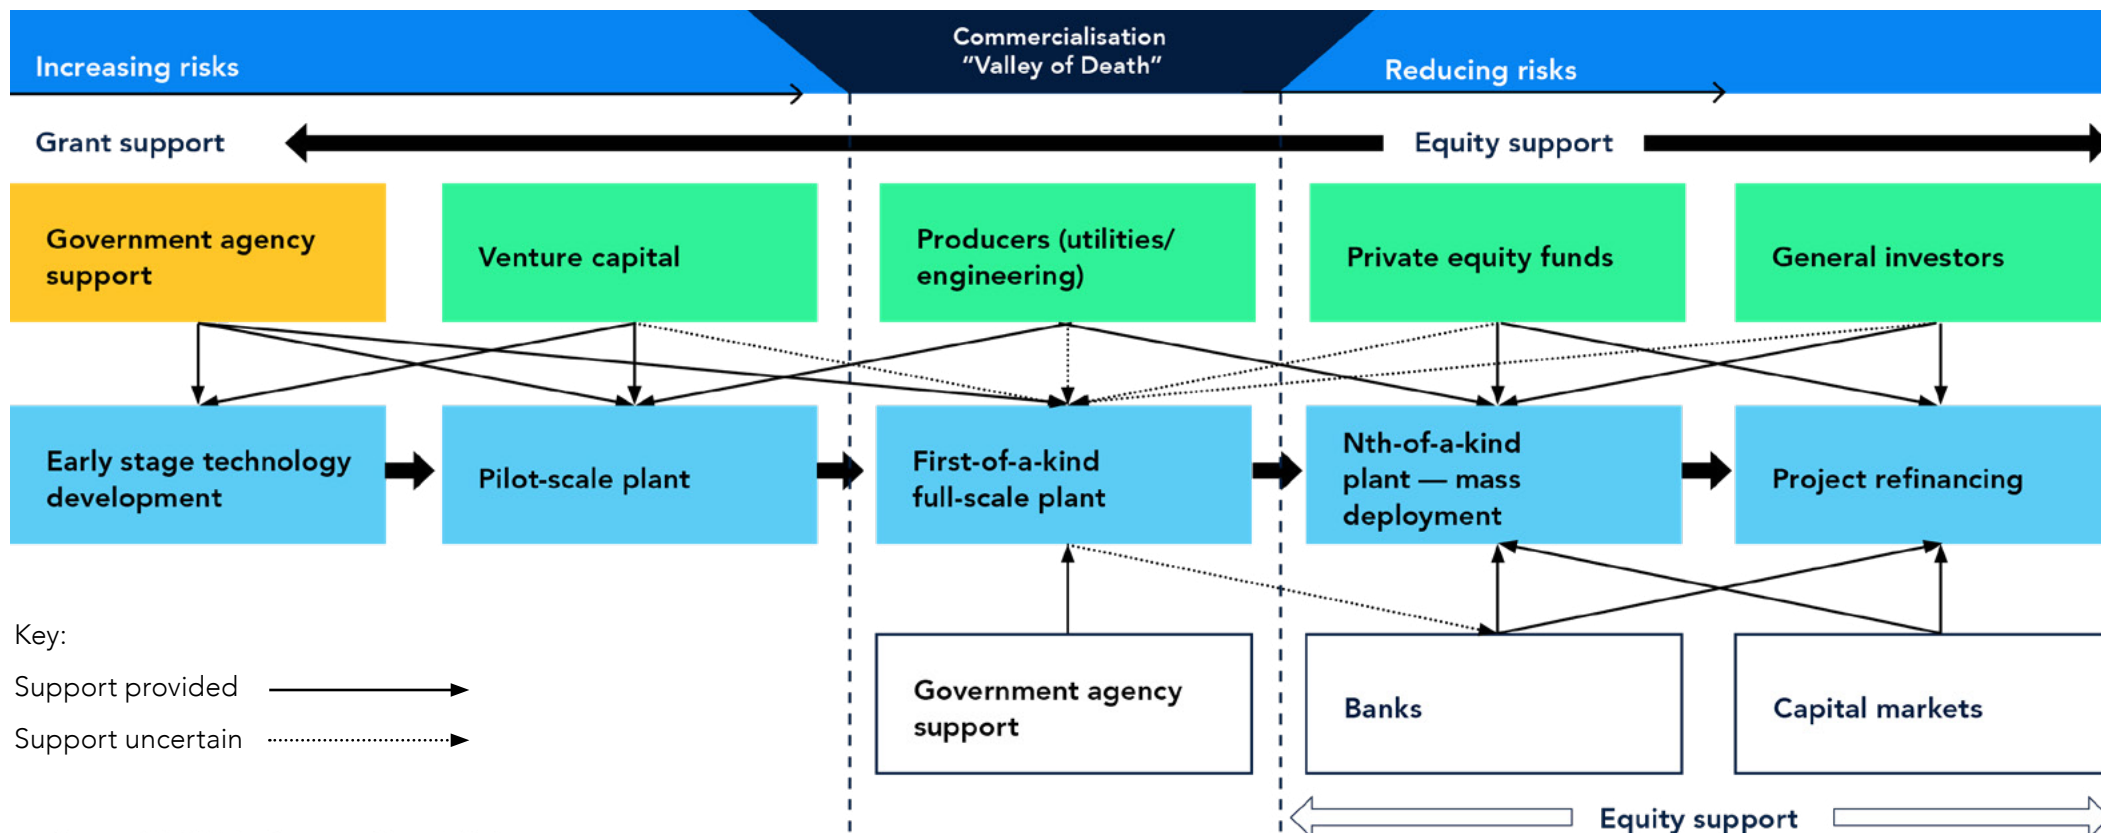 Commercialisation
“Valley of Death”
Increasing risks
Reducing risks
Grant support
Equity support
Government agency
support
Venture capital
Producers (utilities/
engineering)
Private equity funds
General investors
Early stage technology
development
Pilot-scale plant
First-of-a-kind
full-scale plant
Nth-of-a-kind
plant — mass
deployment
Project refinancing
Key:
Support provided
Support uncertain
Government agency
support
Banks
Capital markets
Equity support